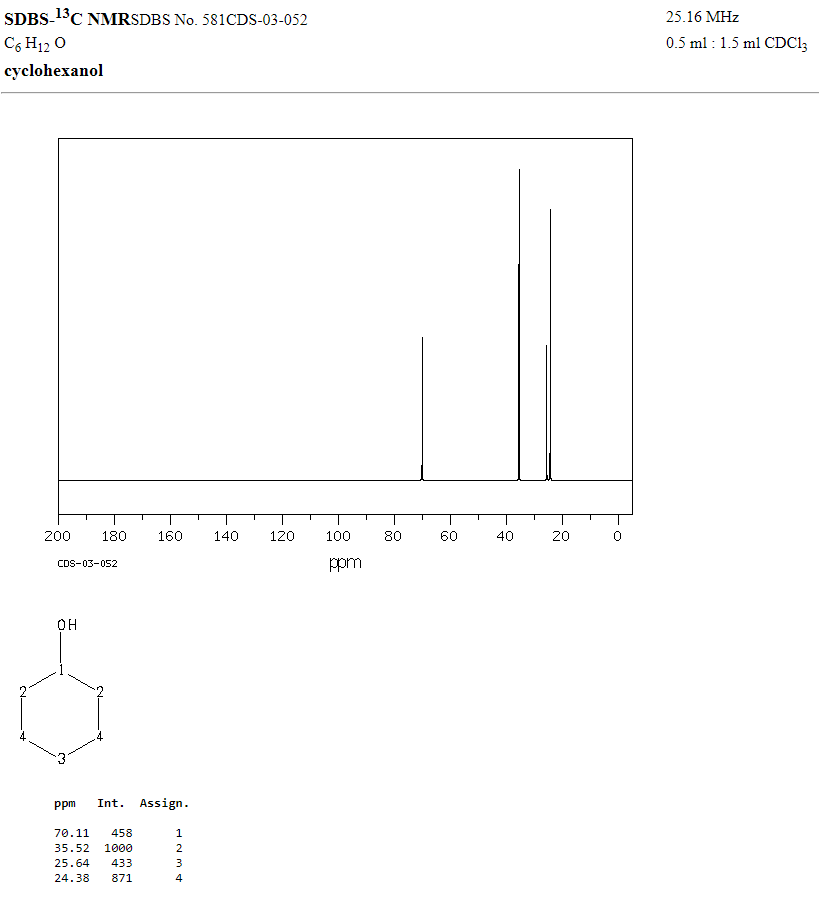 SDBS-13C NMRSDBS No. 581CDS-03-052
25.16 MHz
C6 H12 O
0.5 ml : 1.5 ml CDCl3
cyclohexanol
200 180 160 140 120 100 80 60 40 20 0
CDS-03-052
ppm
OH
1
2 2
4 4
3
ppm Int. Assign.
70.11 458 1
35.52 1000 2
25.64 433 3
24.38 871 4